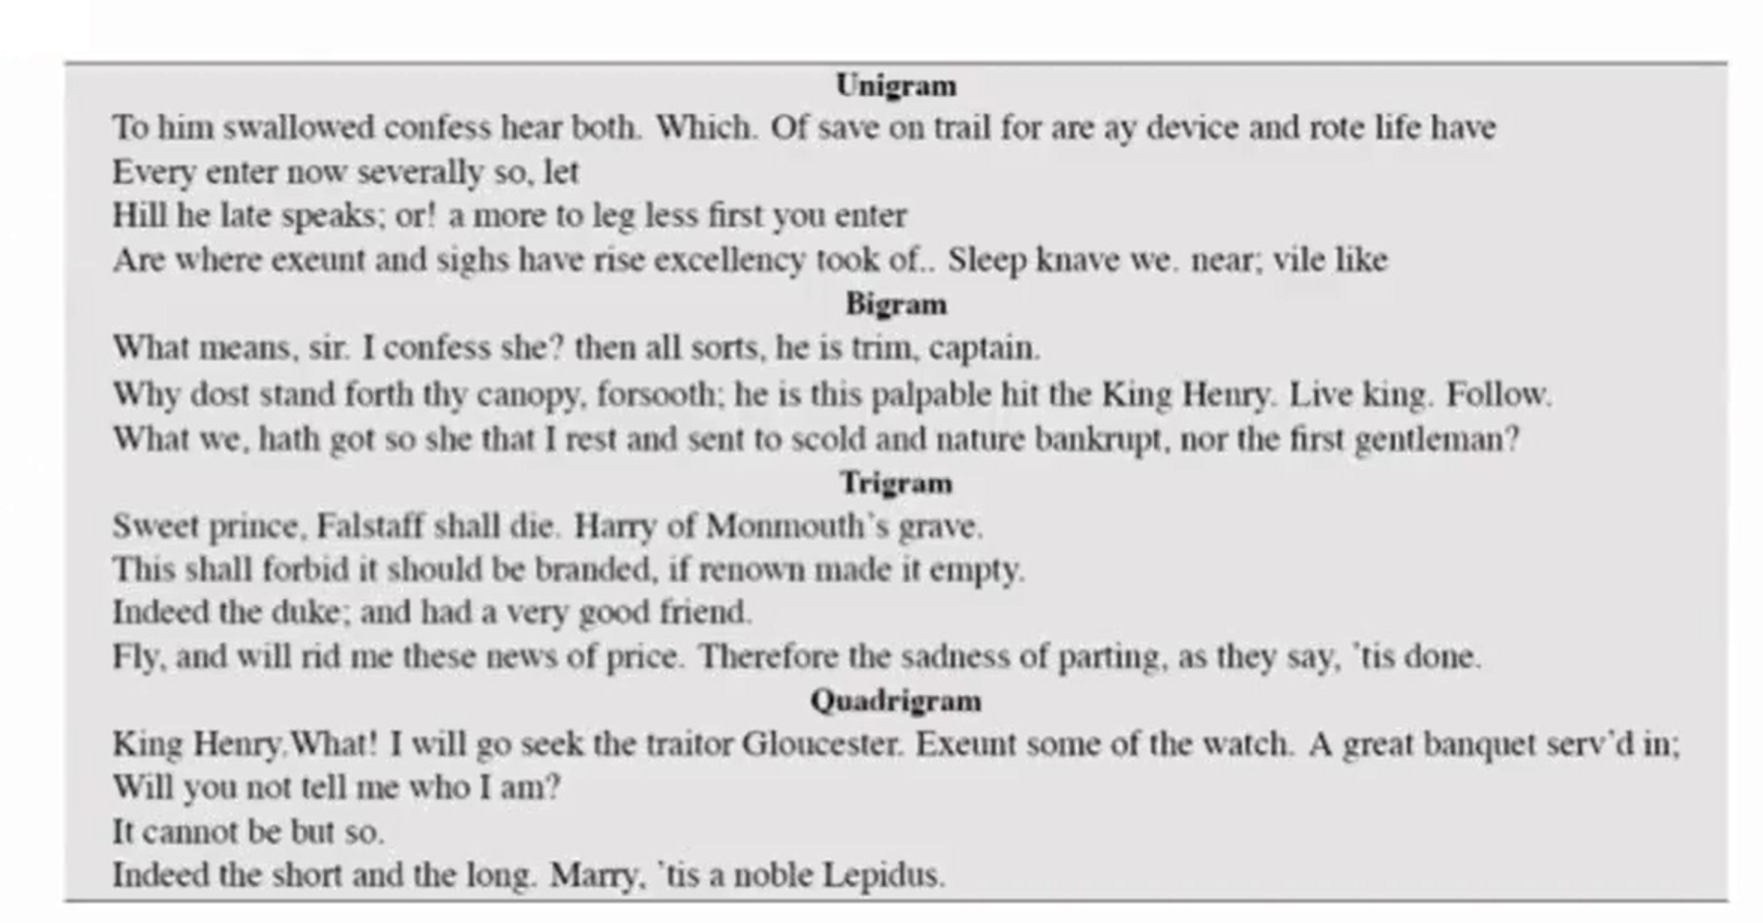 Unigram
To him swallowed confess hear both. Which. Of save on trail for are ay device and rote life have
Every enter now severally so, let
Hill he late speaks; or! a more to leg less first you enter
Are where exeunt and sighs have rise excellency took of.. Sleep knave we. near; vile like
Bigram
What means, sir. I confess she? then all sorts, he is trim, captain.
Why dost stand forth thy canopy, forsooth; he is this palpable hit the King Henry. Live king. Follow.
What we, hath got so she that I rest and sent to scold and nature bankrupt, nor the first gentleman?
Trigram
Sweet prince, Falstaff shall die. Harry of Monmouth's grave.
This shall forbid it should be branded, if renown made it empty.
Indeed the duke; and had a very good friend.
Fly, and will rid me these news of price. Therefore the sadness of parting, as they say, 'tis done.
Quadrigram
King Henry.What! I will go seek the traitor Gloucester. Exeunt some of the watch. A great banquet serv'd in;
Will you not tell me who I am?
It cannot be but so.
Indeed the short and the long. Marry, 'tis a noble Lepidus.